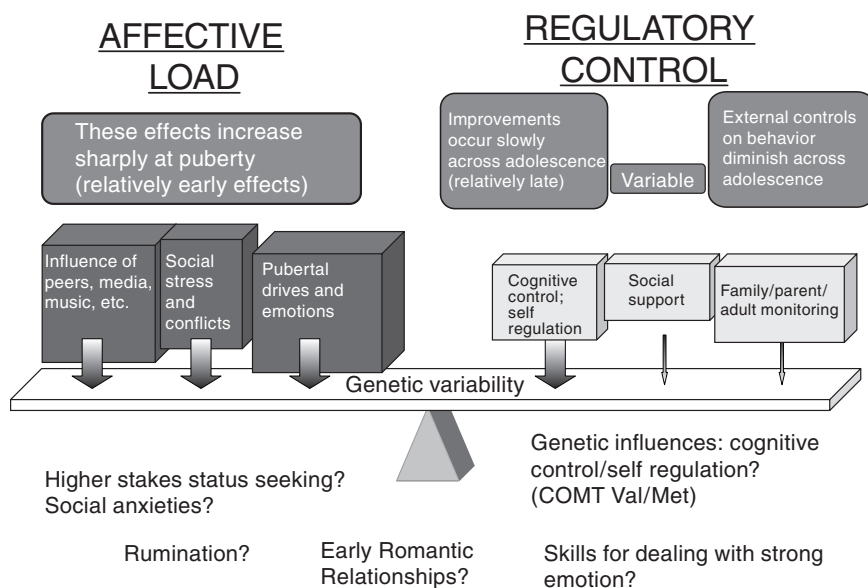 AFFECTIVE
LOAD
REGULATORY
CONTROL
These effects increase
sharply at puberty
(relatively early effects)
Improvements
occur slowly
across adolescence
(relatively late)
Variable
External controls
on behavior
diminish across
adolescence
Influence of
peers, media,
music, etc.
Social
stress
and
conflicts
Pubertal
drives and
emotions
Cognitive
control;
self
regulation
Social
support
Family/parent/
adult monitoring
Genetic variability
Higher stakes status seeking?
Social anxieties?
Genetic influences: cognitive
control/self regulation?
(COMT Val/Met)
Rumination?
Early Romantic
Relationships?
Skills for dealing with strong
emotion?